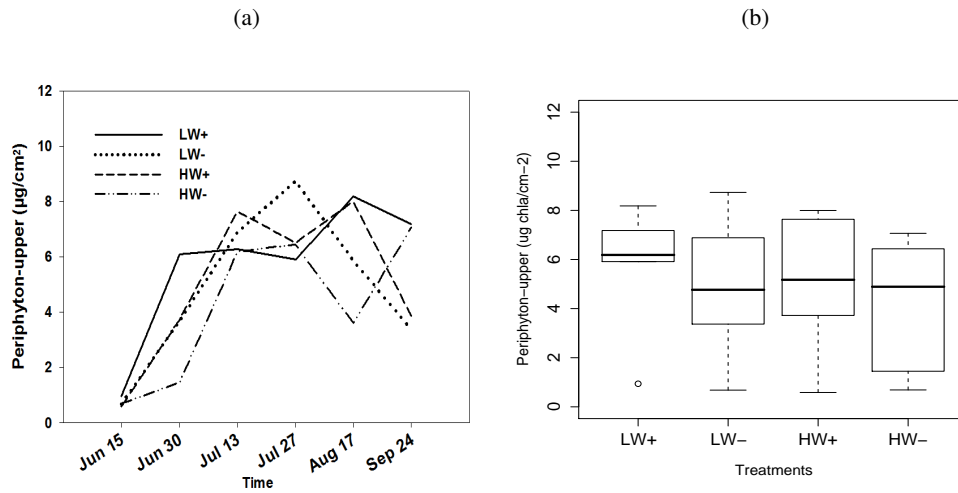 (a)
Periphyton-upper (µg/cm²)
12
10
8
6
4
2
0
LW+
LW-
HW+
HW-
Jun 15
Jun 30
Jul 13
Jul 27
Aug 17
Sep 24
Time
(b)
Periphyton−upper (ug chla/cm−2)
12
10
8
6
4
2
0
LW+
LW−
HW+
HW−
Treatments